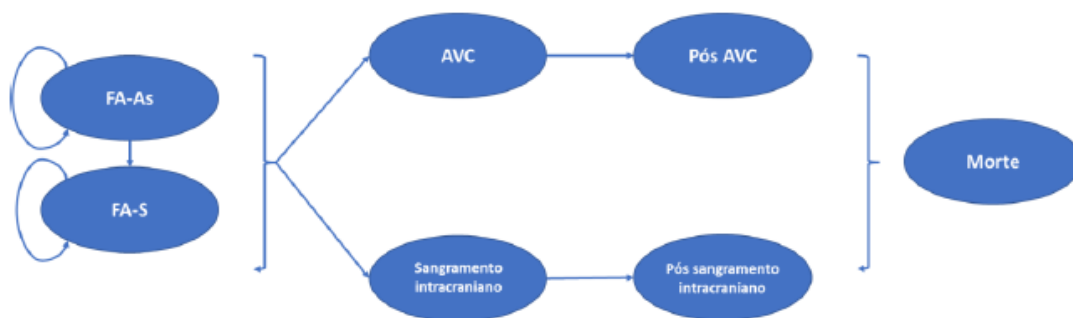 FA-As
FA-S
AVC
Pós AVC
Sangramento
intracraniano
Pós sangramento
intracraniano
Morte